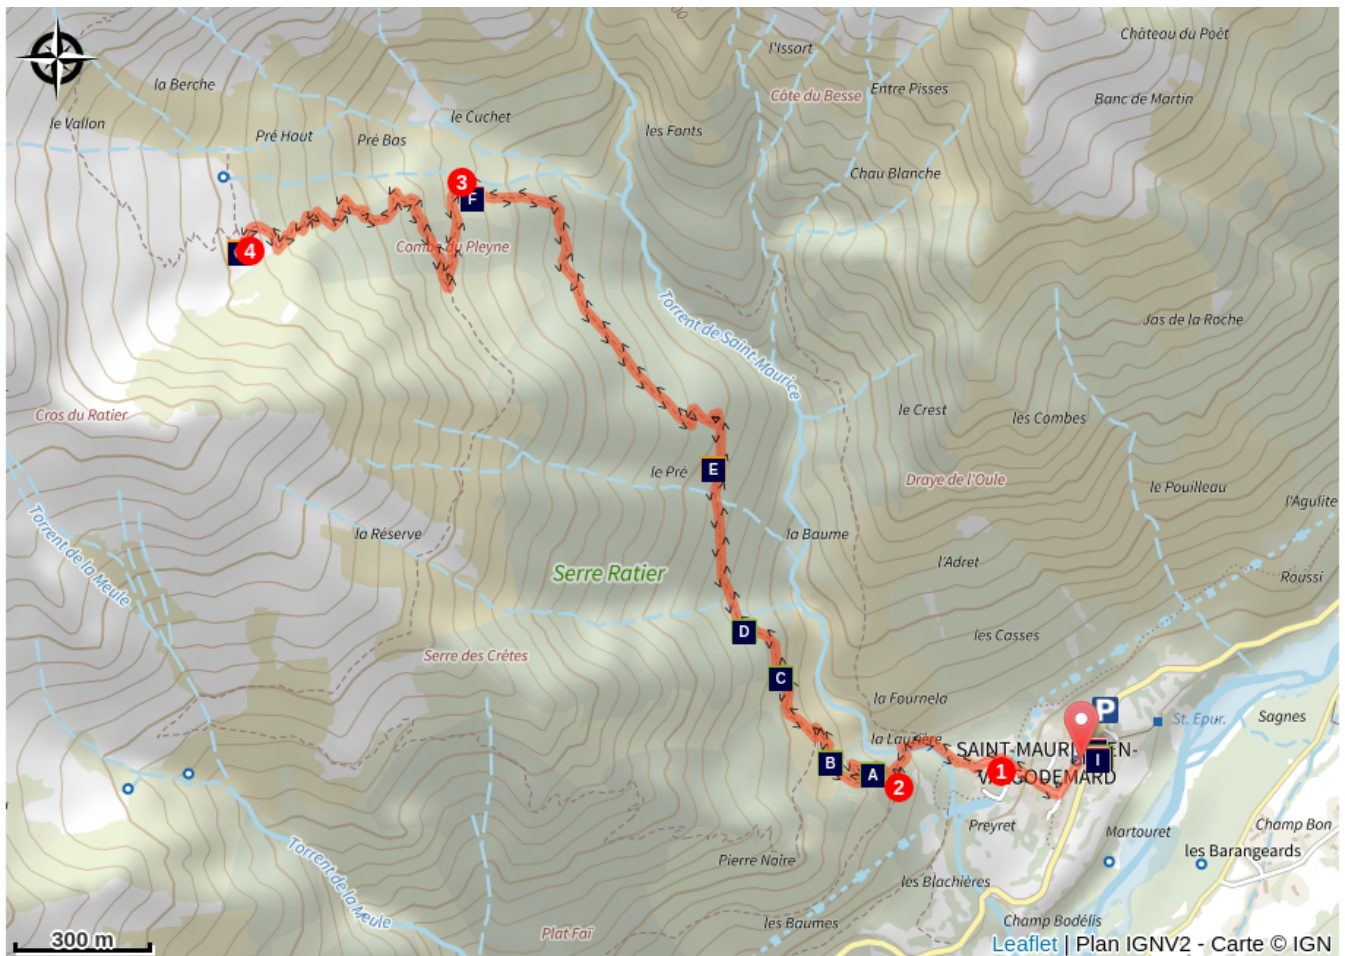 Château du Poët
l'Issart
la Berche
Côte du Besse
Entre Pisses
Banc de Martin
le Vallon
le Cuchet
les Fonts
Pré Haut
Pré Bas
Chau Blanche
3
F
Combe du Pleyne
4
Torrent de Saint-Maurice
Jas de la Roche
Cros du Ratier
le Crest
les Combes
le Pré
E
Draye de l'Oule
le Pouilleau
l'Agulite
la Réserve
la Baume
Torrent de la Meule
l'Adret
Serre Ratier
Roussi
D
les Casses
Serre des Crêtes
C
la Fournela
P
St. Epur.
Sagnes
la Lauzière
SAINT-MAURICE-EN-
VALGODEMARD
I
1
B
A
2
Preyret
Martouret
Champ Bon
les Barangeards
Pierre Noire
Torrent de la Meule
les Blachières
les Baumes
Champ Bodélis
Plat Faï
300 m
Leaflet | Plan IGNV2 - Carte © IGN